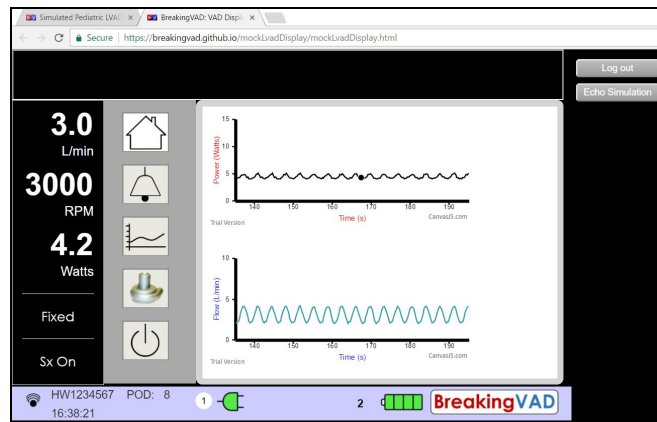 Simulated Pediatric LVAD
BreakingVAD: VAD Displ
Secure | https://breakingvad.github.io/mockLvadDisplay/mockLvadDisplay.html
Log out
Echo Simulation
3.0
L/min
3000
RPM
4.2
Watts
Fixed
Sx On
Power (Watts)
15
10
5
0
140 150 160 170 180 190
Time (s)
Trial Version
CanvasJS.com
Flow (L/min)
10
5
0
140 150 160 170 180 190
Time (s)
Trial Version
CanvasJS.com
HW1234567 POD: 8
16:38:21
1
2
BreakingVAD